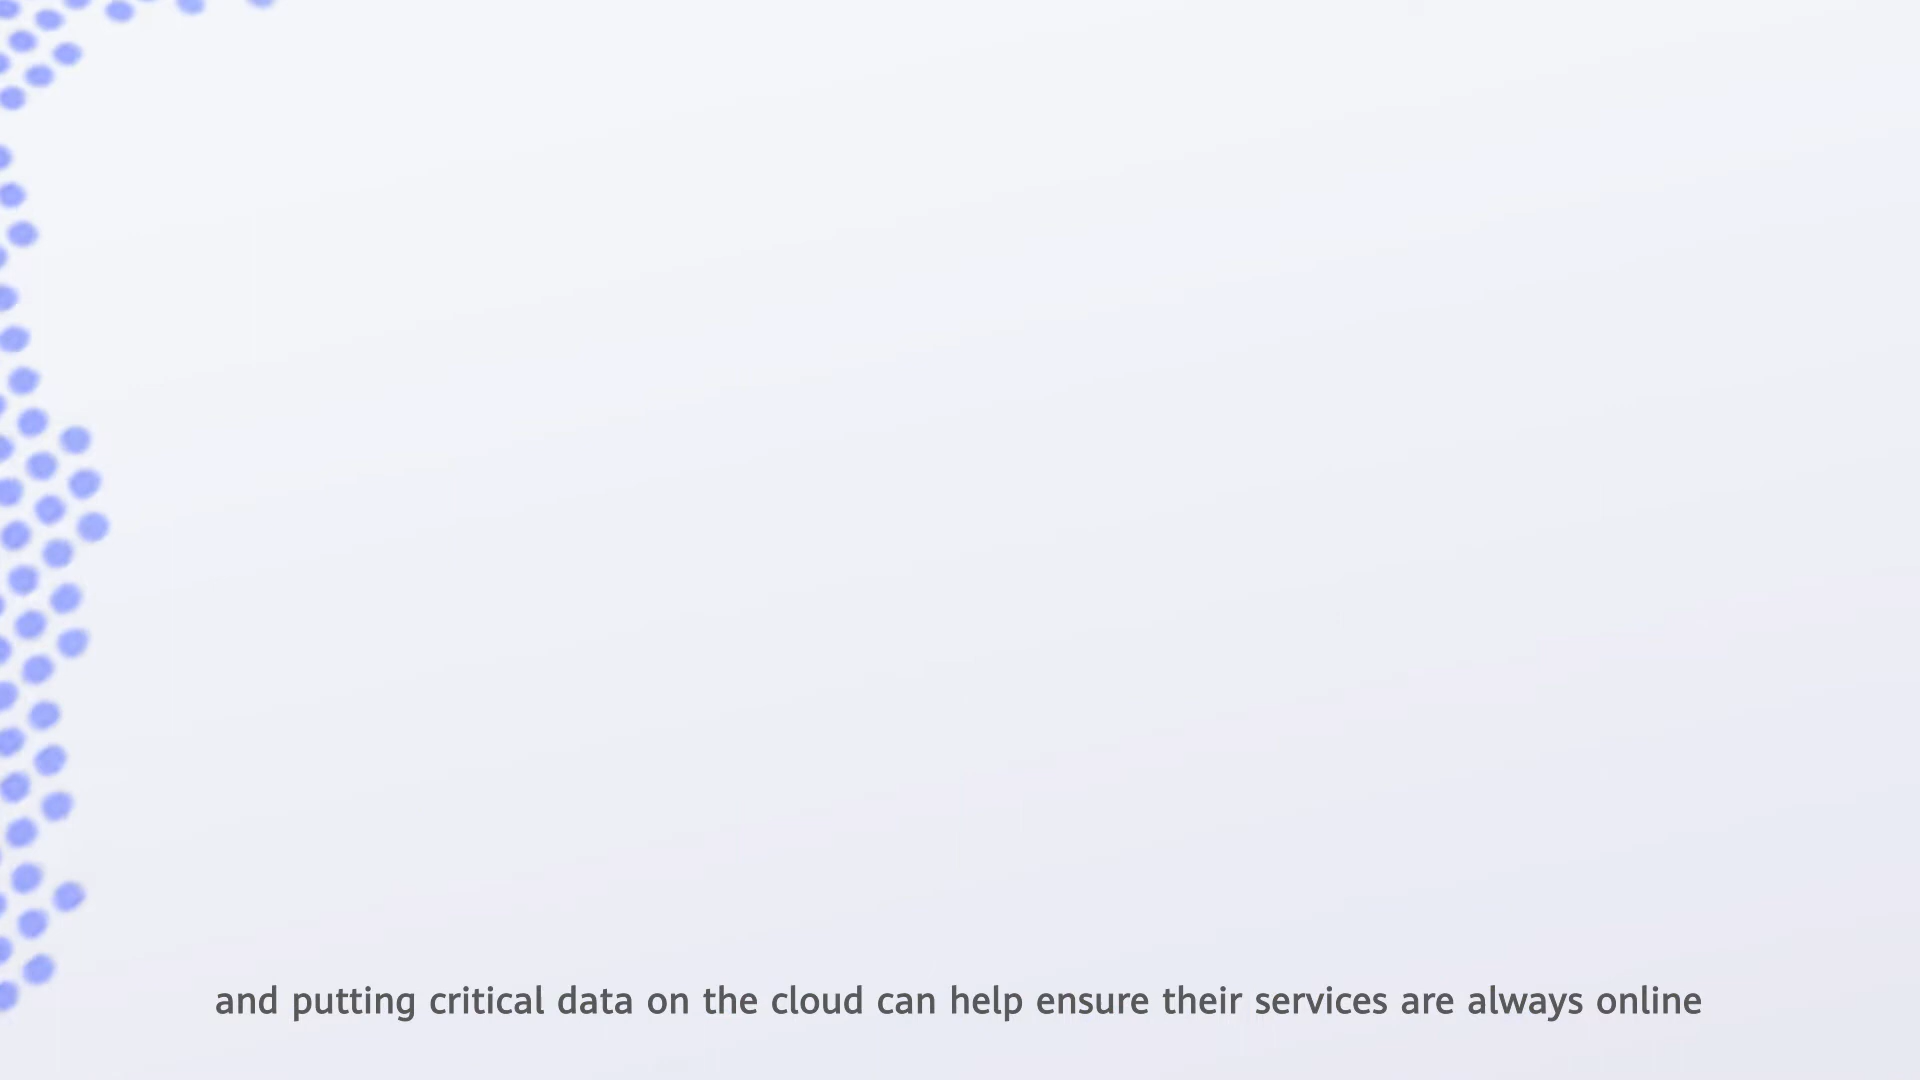 and putting critical data on the cloud can help ensure their services are always online